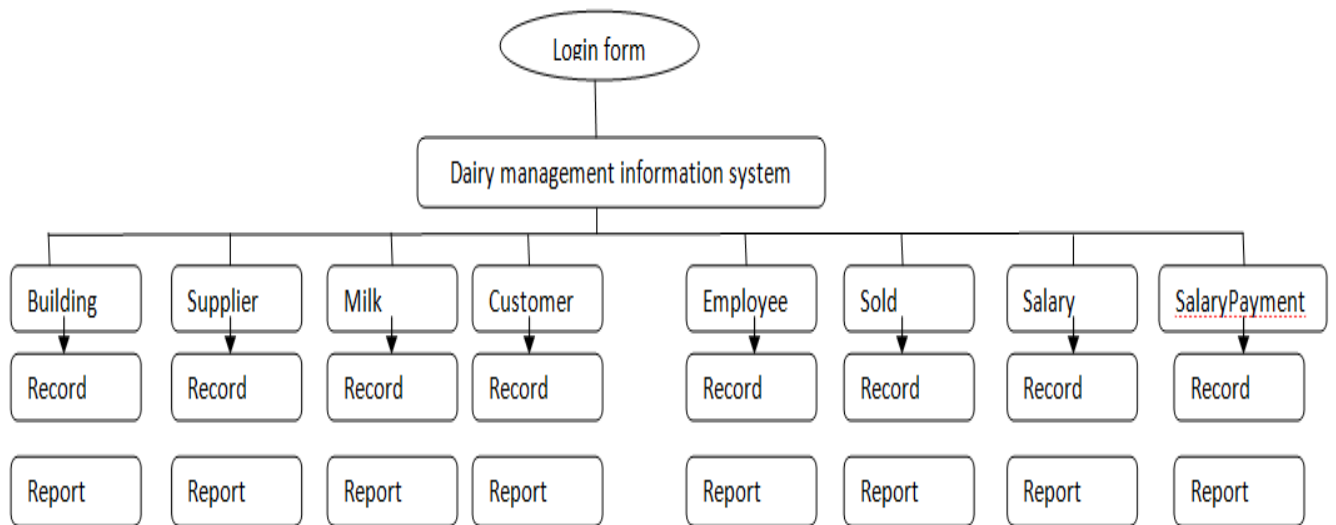 Login form
Dairy management information system
Building Supplier Milk Customer Employee Sold Salary SalaryPayment
Record Record Record Record Record Record Record Record
Report Report Report Report Report Report Report Report